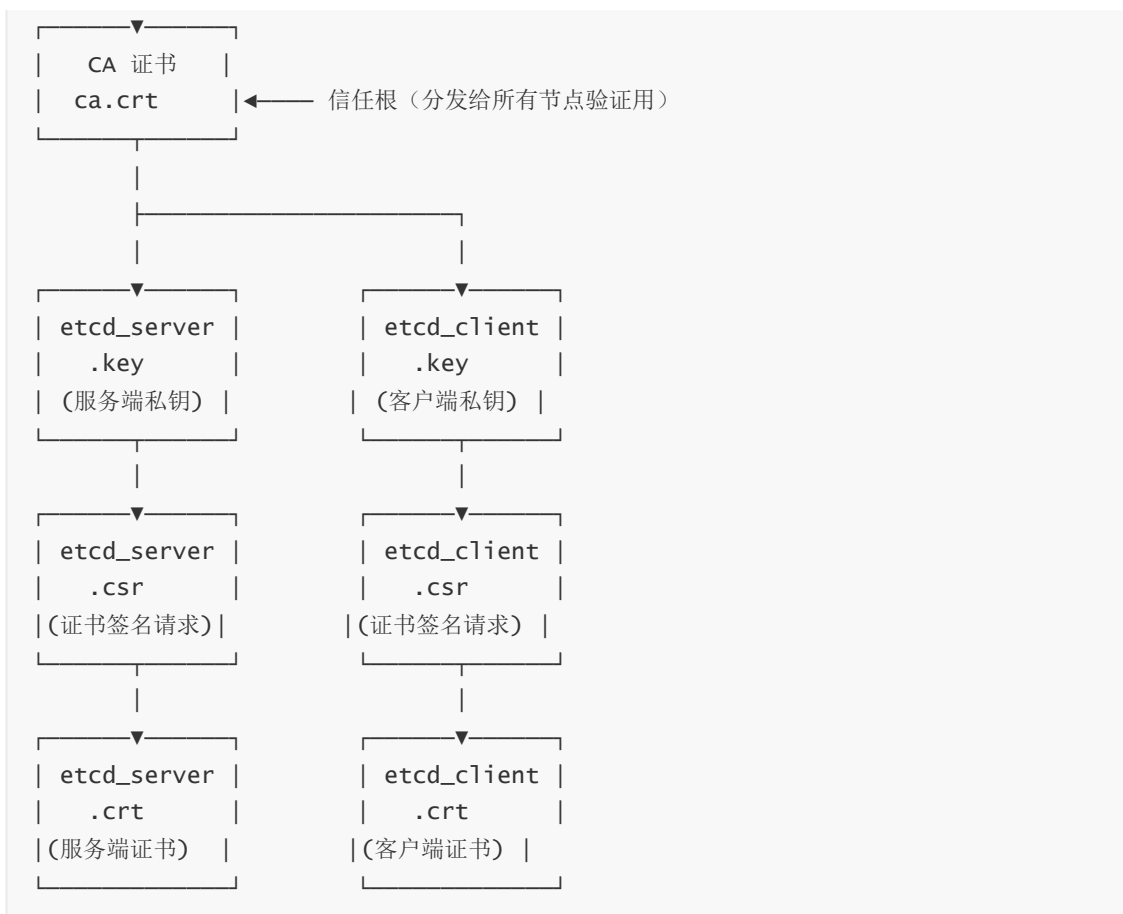 CA 证书
ca.crt 信任根（分发给所有节点验证用）
etcd_server etcd_client
.key .key
(服务端私钥) (客户端私钥)
etcd_server etcd_client
.csr .csr
(证书签名请求) (证书签名请求)
etcd_server etcd_client
.crt .crt
(服务端证书) (客户端证书)